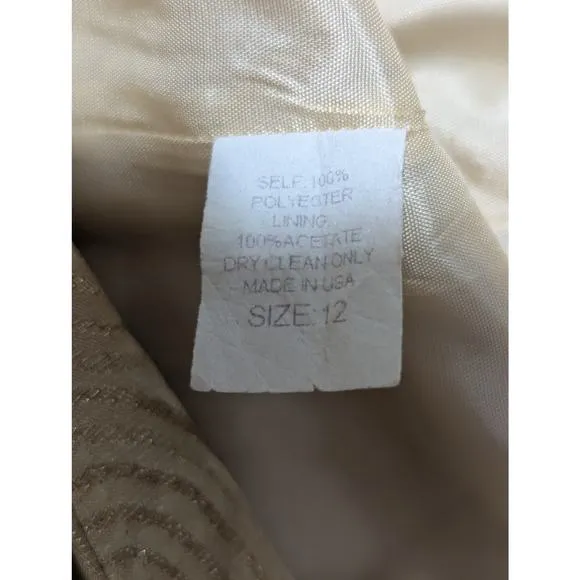 SELF: 100%
POLYESTER
LINING
100% ACETATE
DRY CLEAN ONLY
MADE IN USA
SIZE: 12